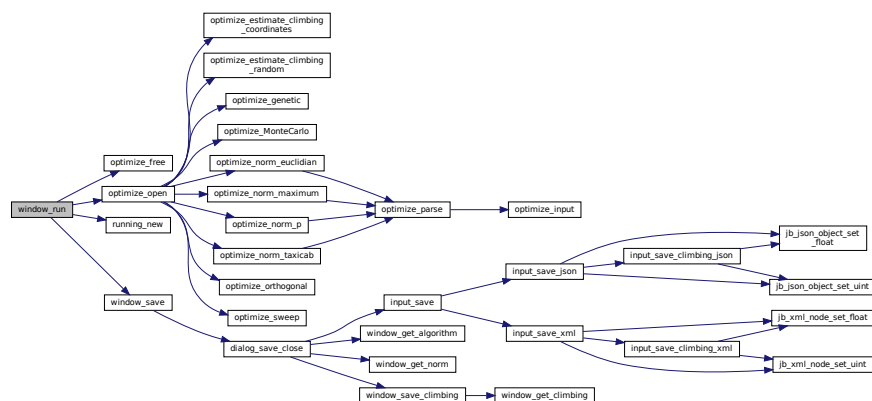 optimize_estimate_climbing
_coordinates
optimize_estimate_climbing
_random
optimize_genetic
optimize_MonteCarlo
optimize_free
optimize_norm_euclidian
optimize_open
optimize_norm_maximum
window_run
optimize_parse
optimize_input
running_new
optimize_norm_p
optimize_norm_taxicab
jb_json_object_set
_float
input_save_climbing_json
input_save_json
optimize_orthogonal
jb_json_object_set_uint
window_save
input_save
optimize_sweep
jb_xml_node_set_float
window_get_algorithm
input_save_xml
dialog_save_close
input_save_climbing_xml
window_get_norm
jb_xml_node_set_uint
window_save_climbing
window_get_climbing